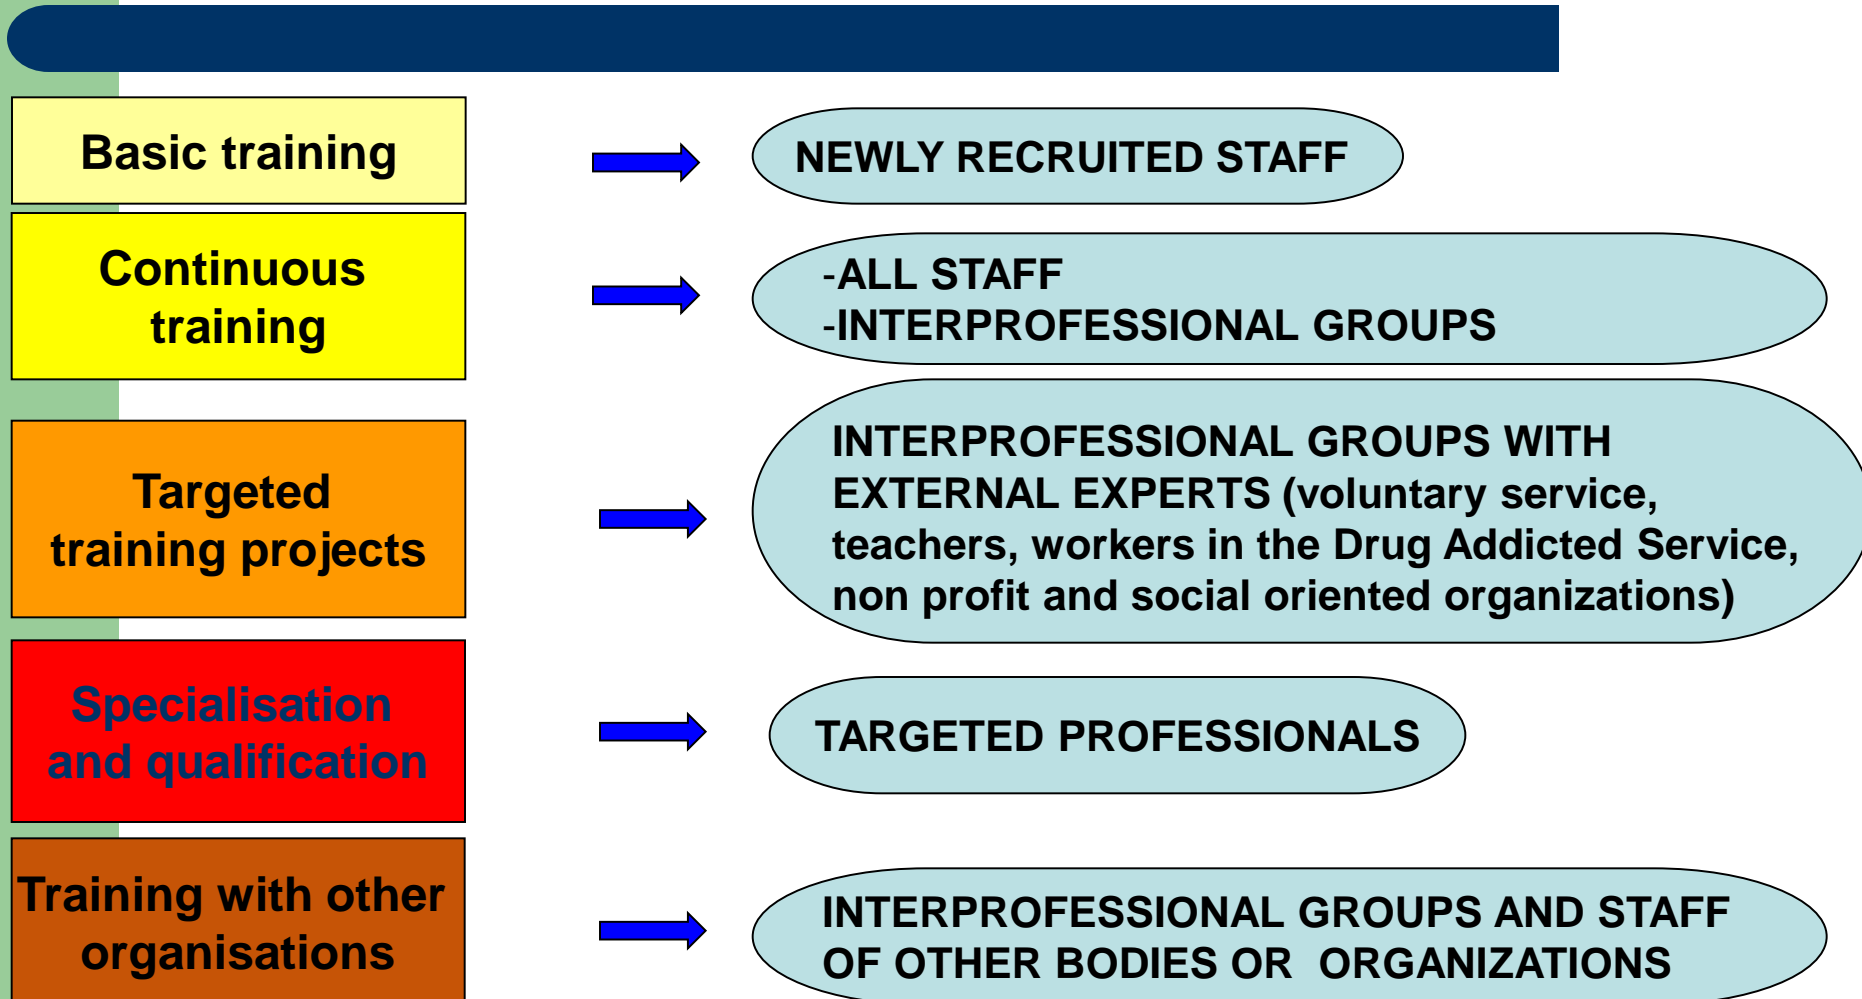 Basic training
NEWLY RECRUITED STAFF
Continuous
training
-ALL STAFF
-INTERPROFESSIONAL GROUPS
Targeted
training projects
INTERPROFESSIONAL GROUPS WITH
EXTERNAL EXPERTS (voluntary service,
teachers, workers in the Drug Addicted Service,
non profit and social oriented organizations)
Specialisation
and qualification
TARGETED PROFESSIONALS
Training with other
organisations
INTERPROFESSIONAL GROUPS AND STAFF
OF OTHER BODIES OR ORGANIZATIONS